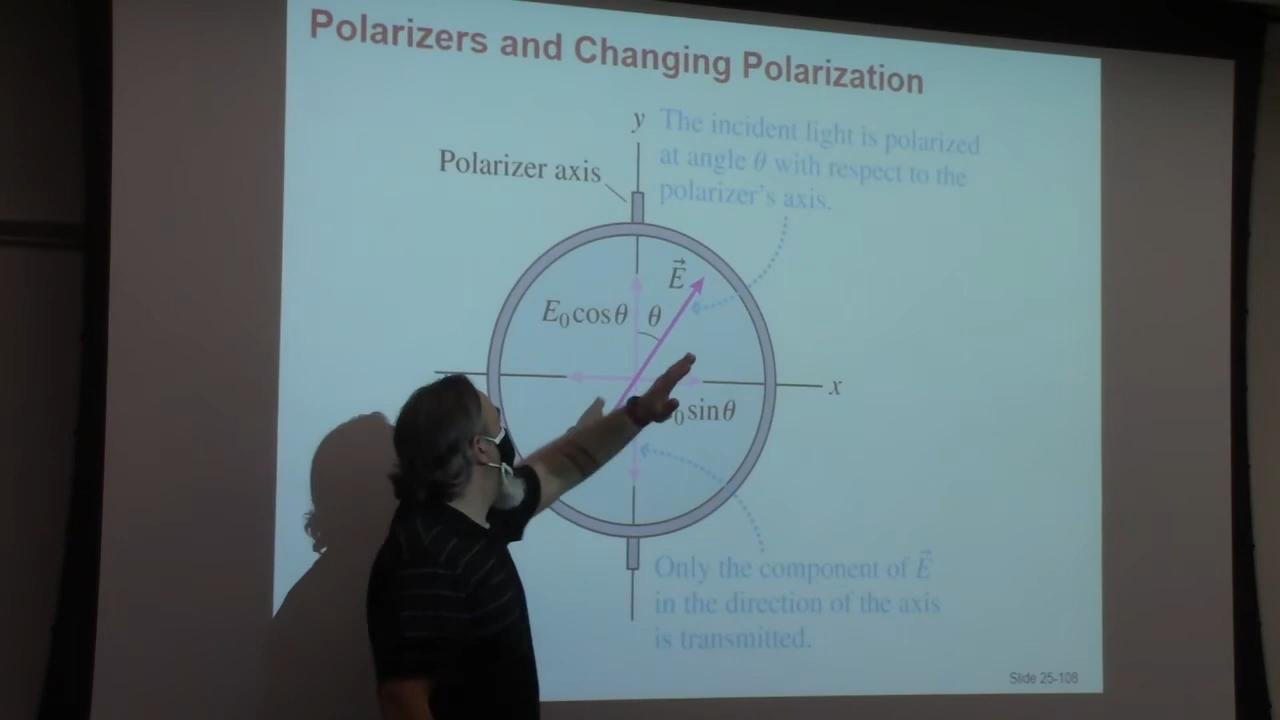 Polarizers and Changing Polarization
y
The incident light is polarized
at angle θ with respect to the
polarizer's axis.
Polarizer axis
E⃗
E₀cosθ
θ
x
₀sinθ
Only the component of E⃗
in the direction of the axis
is transmitted.
Slide 25-108